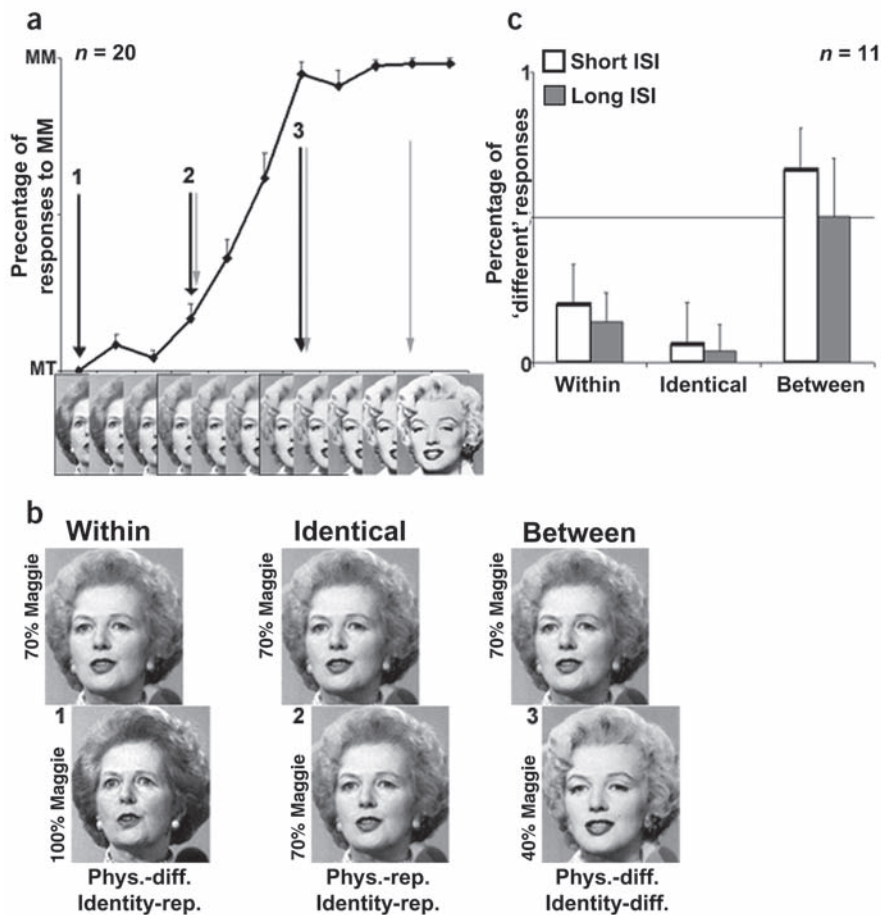 a
n = 20
MM
MT
Precentage of
responses to MM
1
2
3
c
n = 11
Short ISI
Long ISI
1
0
Percentage of
'different' responses
Within
Identical
Between
b
Within
Identical
Between
70% Maggie
70% Maggie
70% Maggie
1
2
3
100% Maggie
70% Maggie
40% Maggie
Phys.-diff.
Identity-rep.
Phys.-rep.
Identity-rep.
Phys.-diff.
Identity-diff.